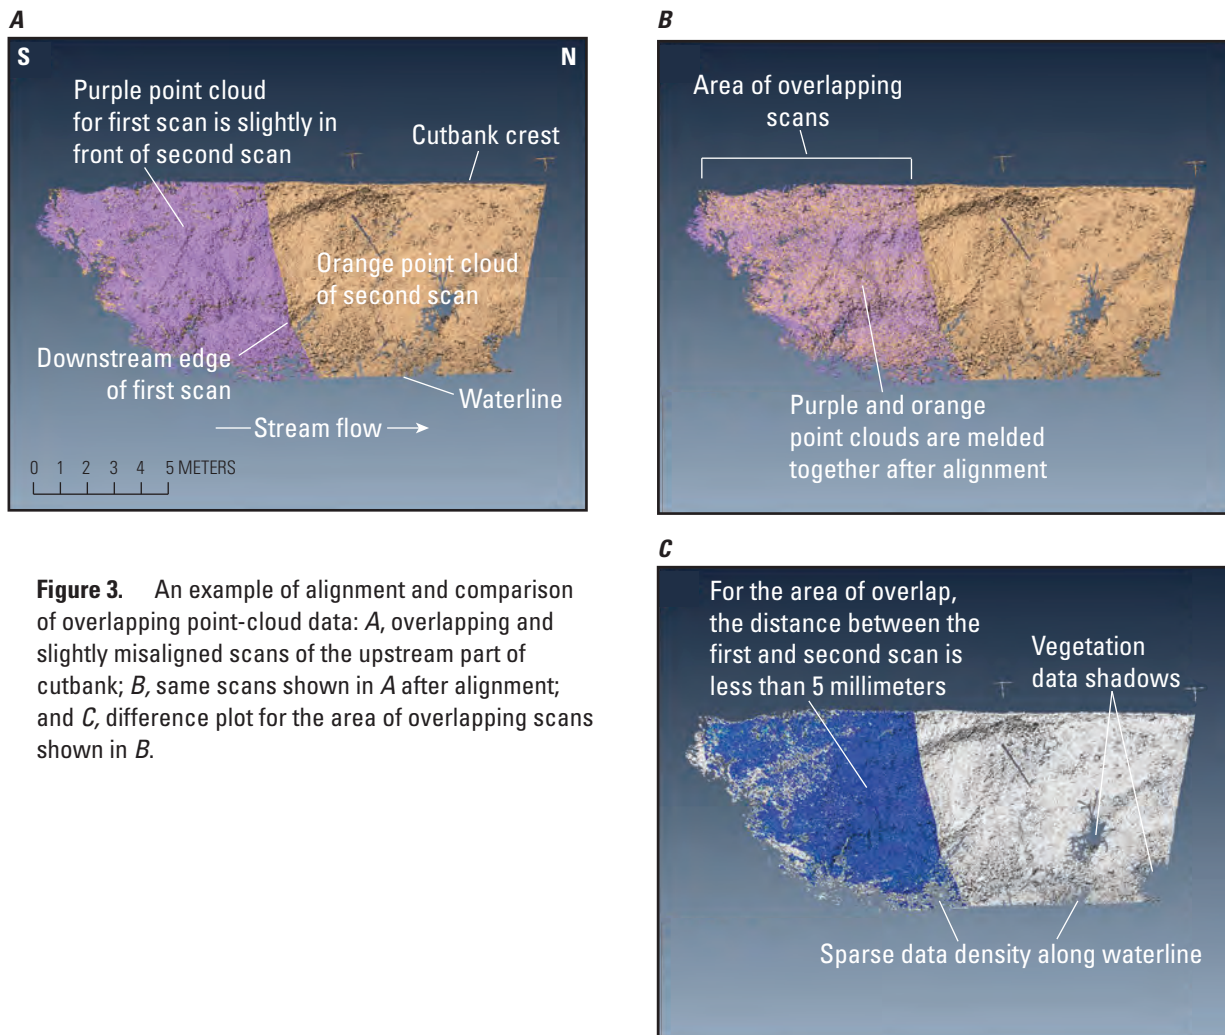 A
S
N
Purple point cloud
for first scan is slightly in
front of second scan
Cutbank crest
Orange point cloud
of second scan
Downstream edge
of first scan
Waterline
Stream flow
0 1 2 3 4 5 METERS
B
Area of overlapping
scans
Purple and orange
point clouds are melded
together after alignment
C
For the area of overlap,
the distance between the
first and second scan is
less than 5 millimeters
Vegetation
data shadows
Sparse data density along waterline
Figure 3. An example of alignment and comparison
of overlapping point-cloud data: A, overlapping and
slightly misaligned scans of the upstream part of
cutbank; B, same scans shown in A after alignment;
and C, difference plot for the area of overlapping scans
shown in B.